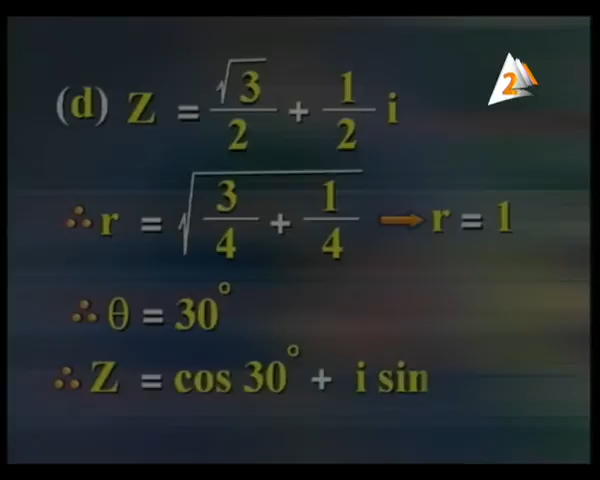 2
(d) Z = √3/2 + 1/2 i
∴ r = √(3/4 + 1/4) → r = 1
∴ θ = 30°
∴ Z = cos 30° + i sin